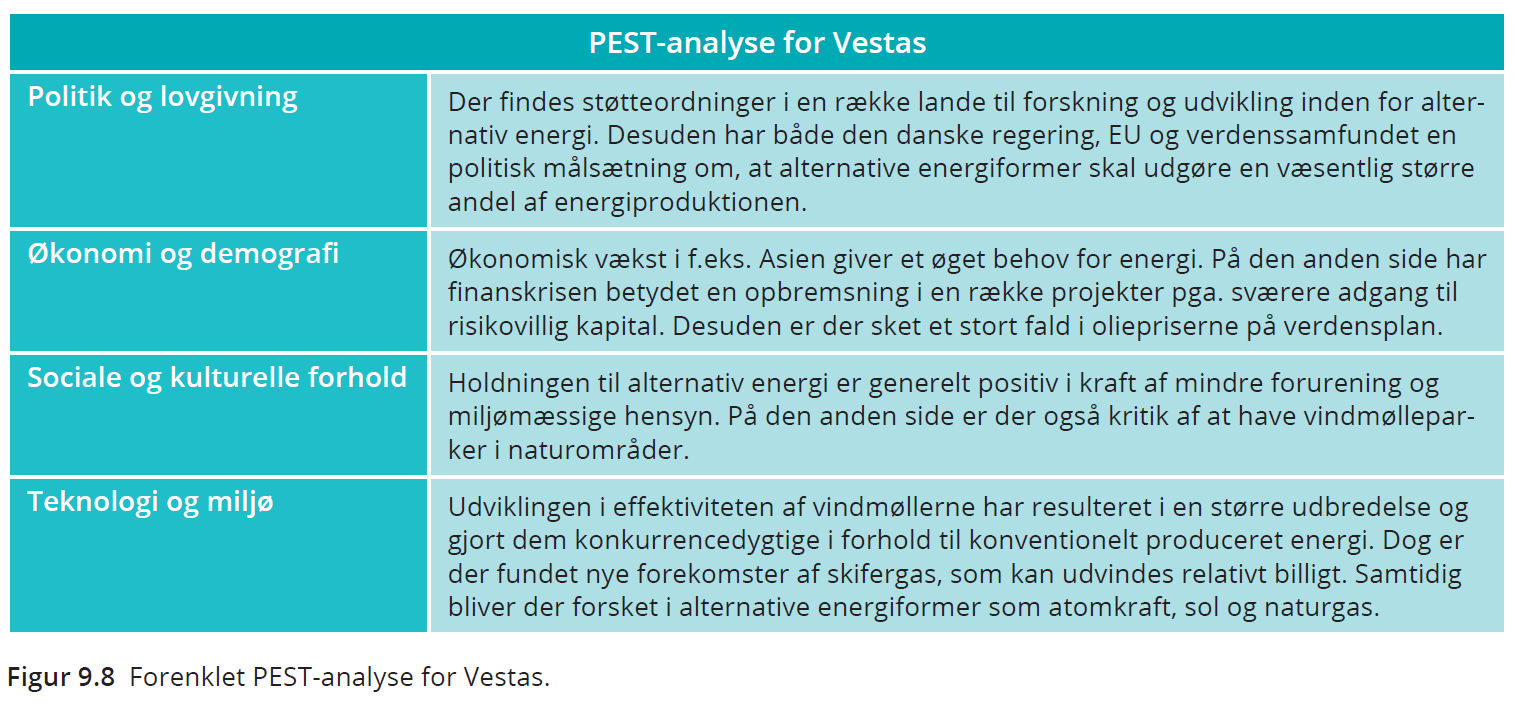 PEST-analyse for Vestas
Politik og lovgivning
Der findes støtteordninger i en række lande til forskning og udvikling inden for alter-
nativ energi. Desuden har både den danske regering, EU og verdenssamfundet en
politisk målsætning om, at alternative energiformer skal udgøre en væsentlig større
andel af energiproduktionen.
Økonomi og demografi
Økonomisk vækst i f.eks. Asien giver et øget behov for energi. På den anden side har
finanskrisen betydet en opbremsning i en række projekter pga. sværere adgang til
risikovillig kapital. Desuden er der sket et stort fald i oliepriserne på verdensplan.
Sociale og kulturelle forhold
Holdningen til alternativ energi er generelt positiv i kraft af mindre forurening og
miljømæssige hensyn. På den anden side er der også kritik af at have vindmøllepar-
ker i naturområder.
Teknologi og miljø
Udviklingen i effektiviteten af vindmøllerne har resulteret i en større udbredelse og
gjort dem konkurrencedygtige i forhold til konventionelt produceret energi. Dog er
der fundet nye forekomster af skifergas, som kan udvindes relativt billigt. Samtidig
bliver der forsket i alternative energiformer som atomkraft, sol og naturgas.
Figur 9.8 Forenklet PEST-analyse for Vestas.